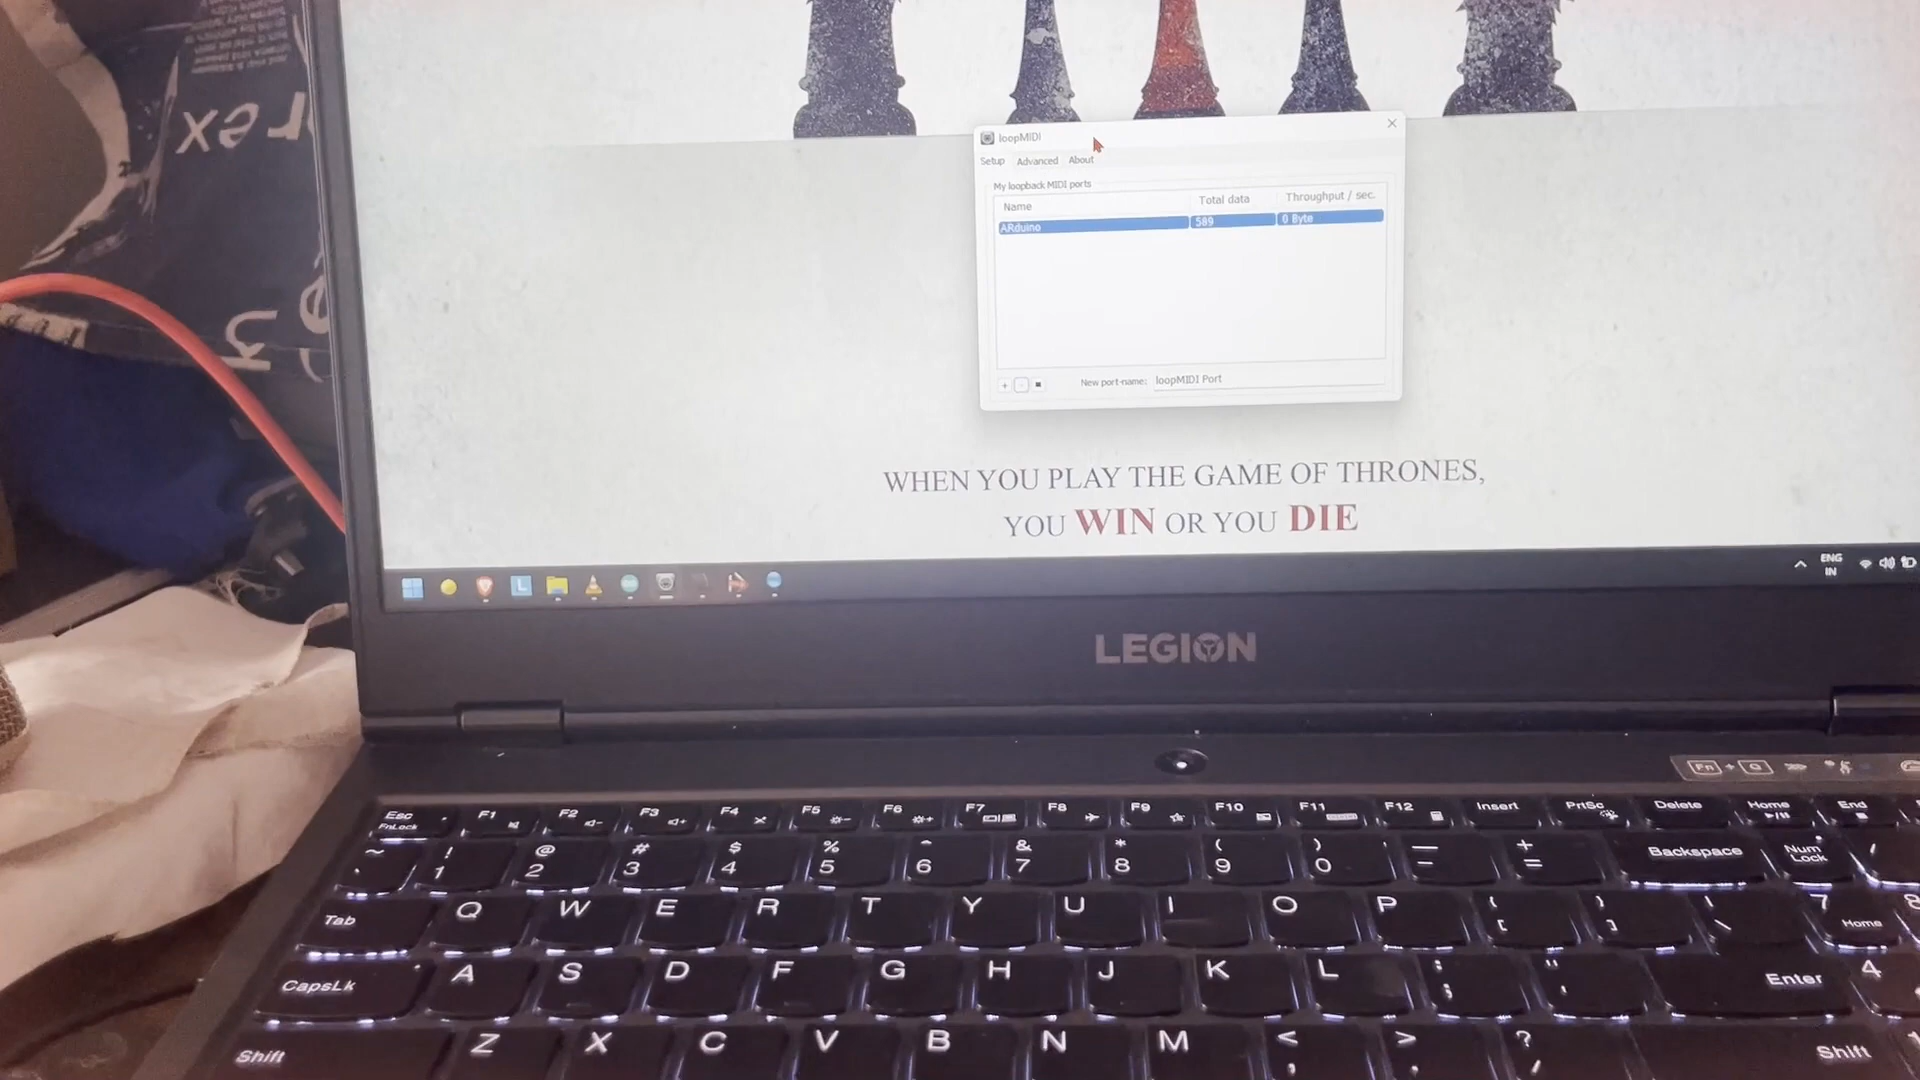 rex
loopMIDI
Setup Advanced About
My loopback MIDI ports
Name Total data Throughput / sec.
ARduino 589 0 Byte
New port-name: loopMIDI Port
WHEN YOU PLAY THE GAME OF THRONES,
YOU WIN OR YOU DIE
L
ENG
IN
LEGION
Fn + Q
Esc F1 F2 F3 F4 F5 F6 F7 F8 F9 F10 F11 F12 Insert PrtSc Delete Home End
FnLock
~ ! @ # $ % ^ & * ( ) — +
` 1 2 3 4 5 6 7 8 9 0 - = Backspace Num Lock /
Tab Q W E R T Y U I O P { [ } ] | \ 7 Home 8
CapsLk A S D F G H J K L : ; " ' Enter 4
Shift Z X C V B N M < , > . ? / Shift 1